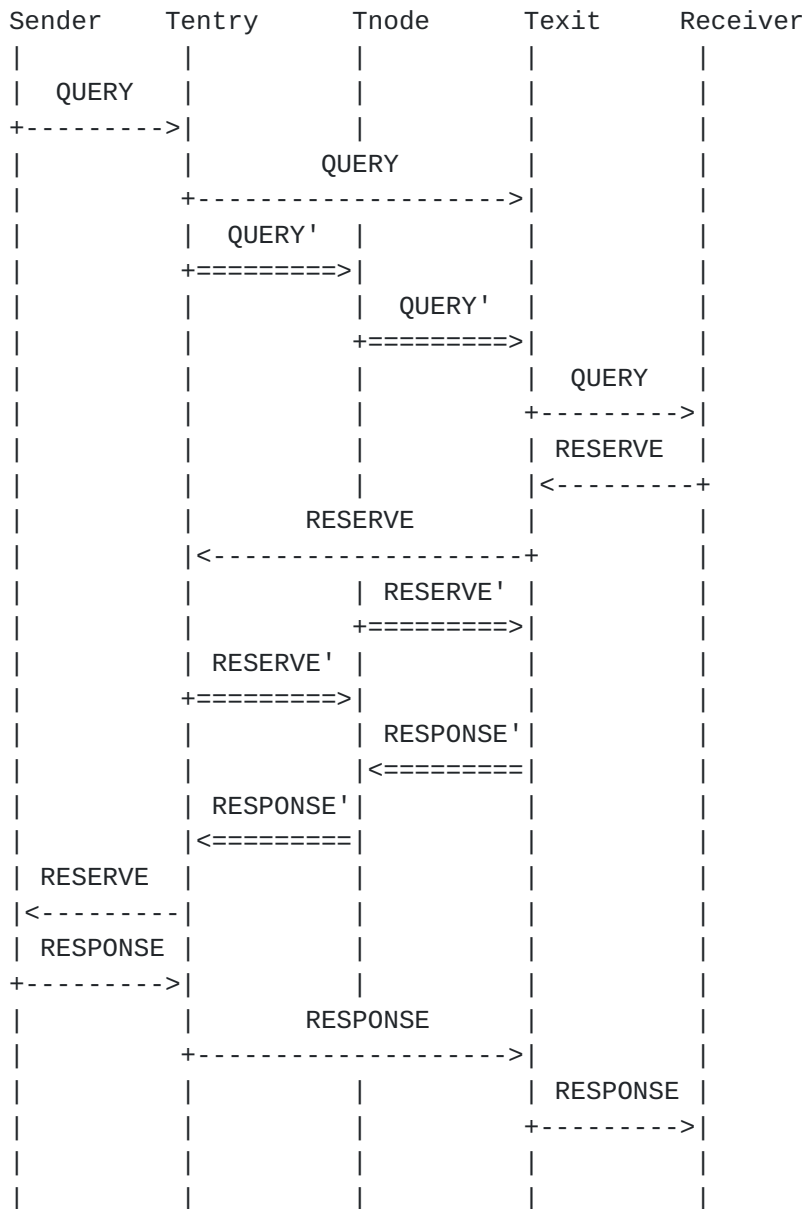 Sender    Tentry      Tnode      Texit     Receiver
|          |          |          |          |
|  QUERY   |          |          |          |
+--------->|          |          |          |
|          |        QUERY        |          |
|          +-------------------->|          |
|          |  QUERY'  |          |          |
|          +=========>|          |          |
|          |          |  QUERY'  |          |
|          |          +=========>|          |
|          |          |          |  QUERY   |
|          |          |          +--------->|
|          |          |          | RESERVE  |
|          |          |          |<---------+
|          |       RESERVE       |          |
|          |<--------------------+          |
|          |          | RESERVE' |          |
|          |          +=========>|          |
|          | RESERVE' |          |          |
|          +=========>|          |          |
|          |          | RESPONSE'|          |
|          |          |<=========|          |
|          | RESPONSE'|          |          |
|          |<=========|          |          |
| RESERVE  |          |          |          |
|<---------|          |          |          |
| RESPONSE |          |          |          |
+--------->|          |          |          |
|          |       RESPONSE      |          |
|          +-------------------->|          |
|          |          |          | RESPONSE |
|          |          |          +--------->|
|          |          |          |          |
|          |          |          |          |